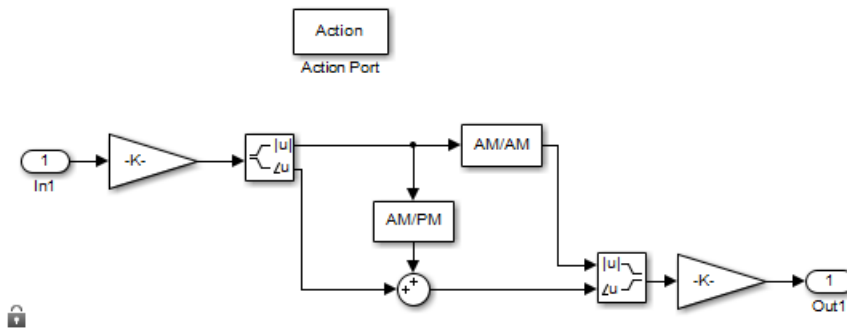 Action
Action Port
1
In1
-K-
|u|
∠u
AM/AM
AM/PM
+
+
|u|
∠u
-K-
1
Out1